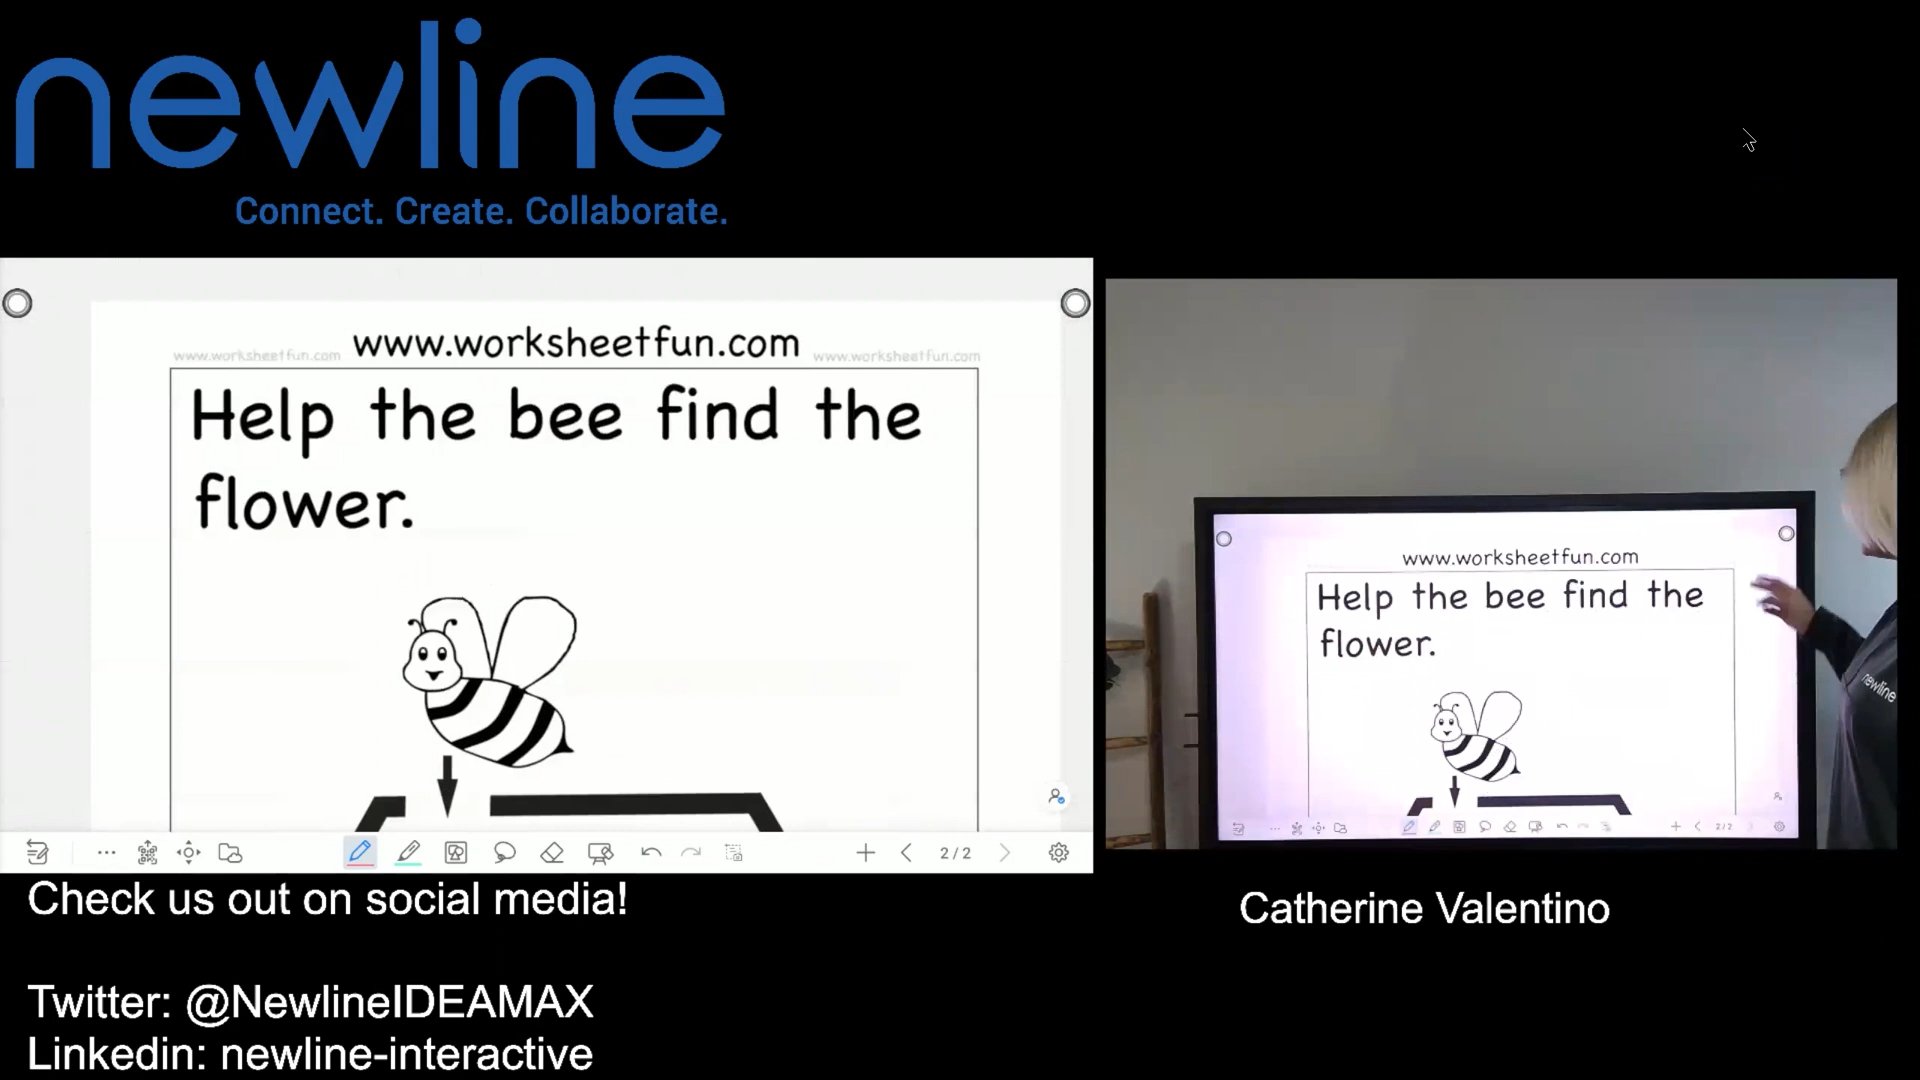 newline
Connect. Create. Collaborate.
www.worksheetfun.com www.worksheetfun.com www.worksheetfun.com
Help the bee find the
flower.
2/2
www.worksheetfun.com
Help the bee find the
flower.
newline
2/2
Check us out on social media!
Catherine Valentino
Twitter: @NewlineIDEAMAX
Linkedin: newline-interactive